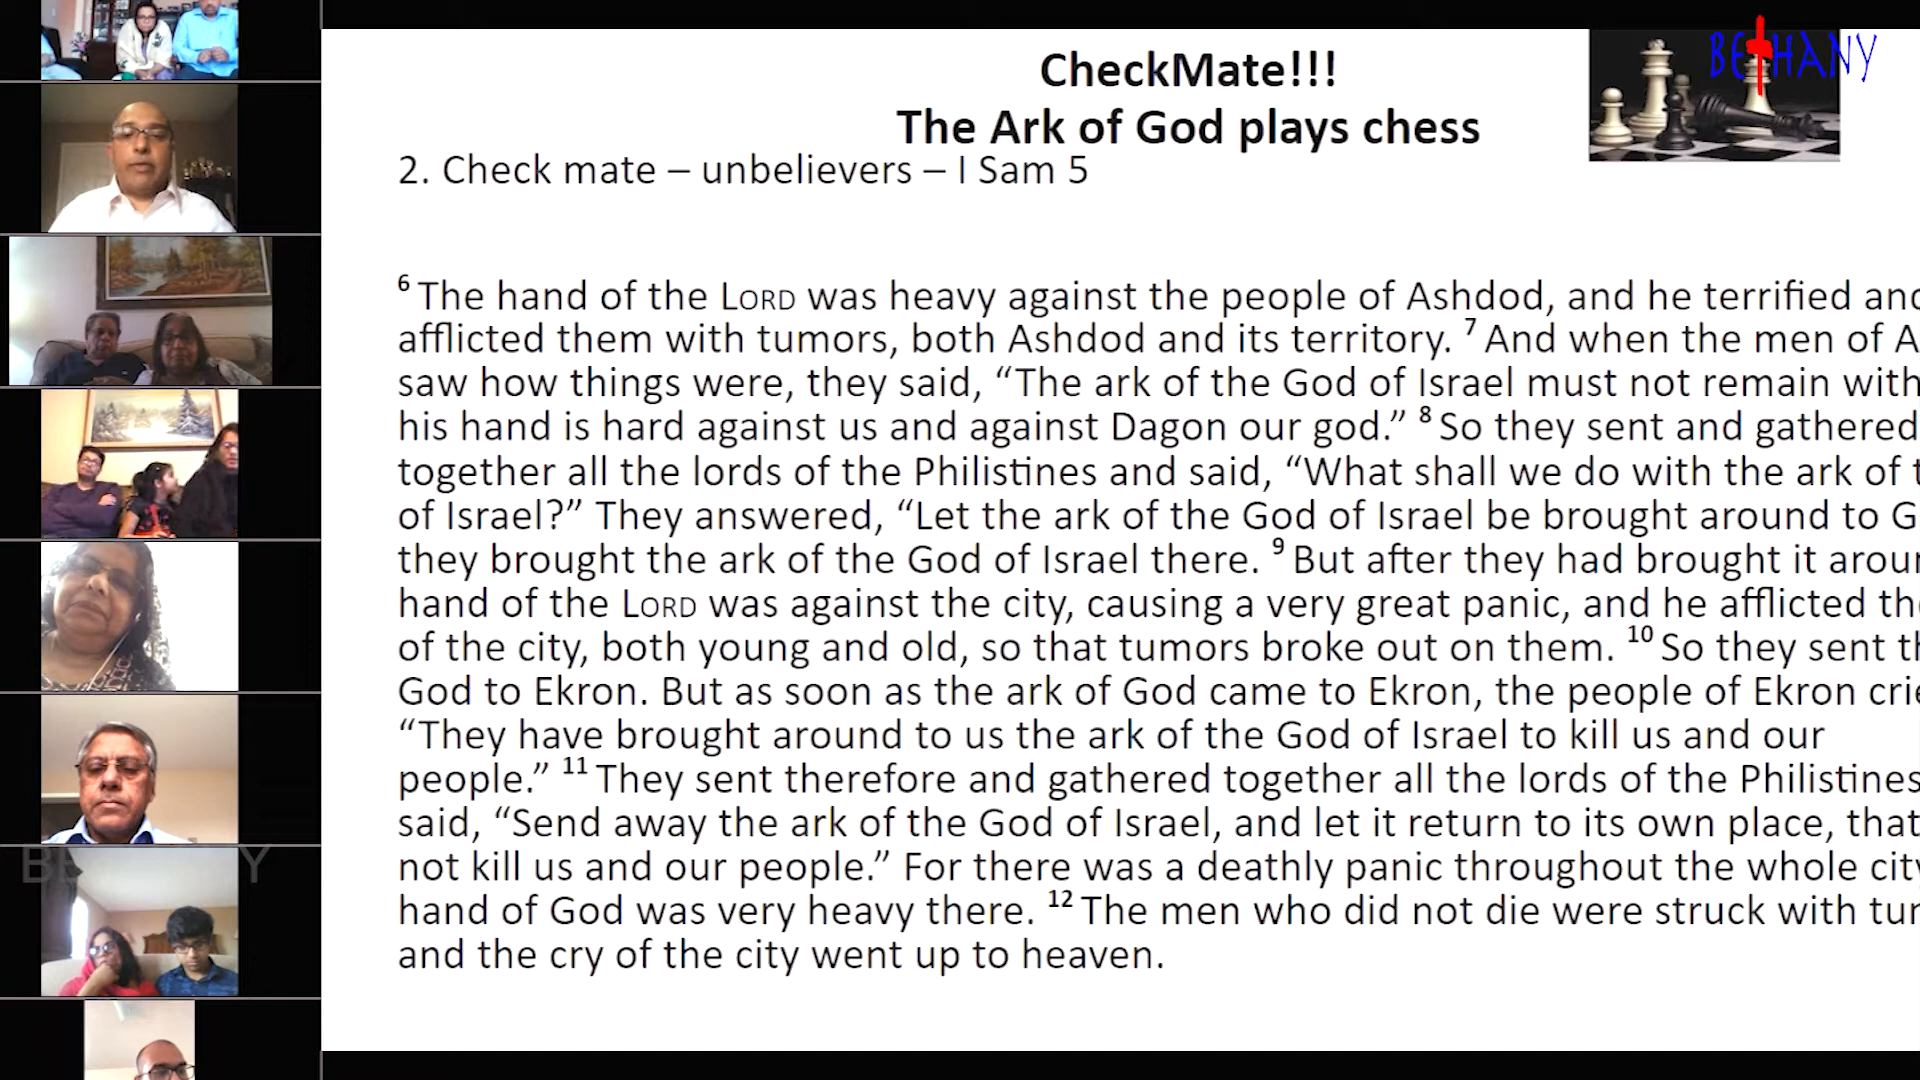 CheckMate!!!
The Ark of God plays chess
BETHANY
2. Check mate – unbelievers – I Sam 5
6 The hand of the LORD was heavy against the people of Ashdod, and he terrified and
afflicted them with tumors, both Ashdod and its territory. 7 And when the men of A
saw how things were, they said, “The ark of the God of Israel must not remain with
his hand is hard against us and against Dagon our god.” 8 So they sent and gathered
together all the lords of the Philistines and said, “What shall we do with the ark of t
of Israel?” They answered, “Let the ark of the God of Israel be brought around to G
they brought the ark of the God of Israel there. 9 But after they had brought it arou
hand of the LORD was against the city, causing a very great panic, and he afflicted the
of the city, both young and old, so that tumors broke out on them. 10 So they sent th
God to Ekron. But as soon as the ark of God came to Ekron, the people of Ekron crie
“They have brought around to us the ark of the God of Israel to kill us and our
people.” 11 They sent therefore and gathered together all the lords of the Philistines
said, “Send away the ark of the God of Israel, and let it return to its own place, that
not kill us and our people.” For there was a deathly panic throughout the whole city
hand of God was very heavy there. 12 The men who did not die were struck with tu
and the cry of the city went up to heaven.